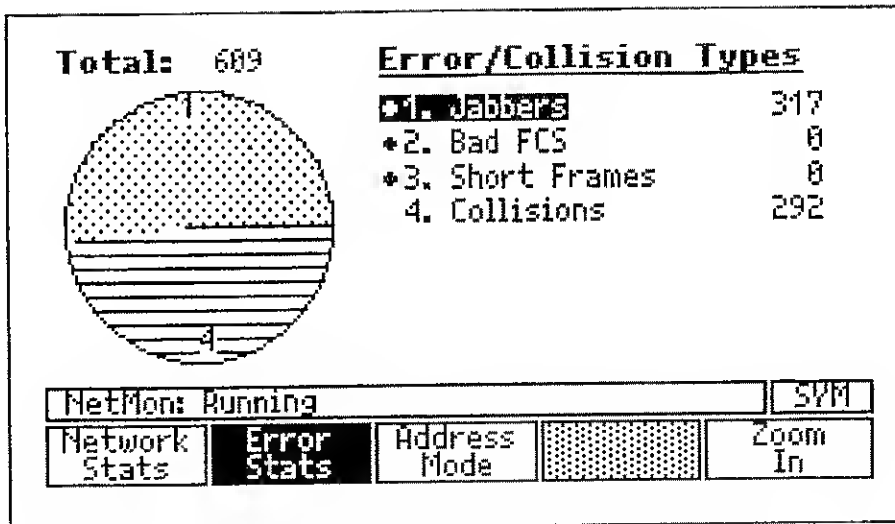 Total: 609
Error/Collision Types
◆1. Jabbers 317
◆2. Bad FCS 0
◆3. Short Frames 0
4. Collisions 292
1
4
NetMon: Running SYM
Network Stats
Error Stats
Address Mode
Zoom In